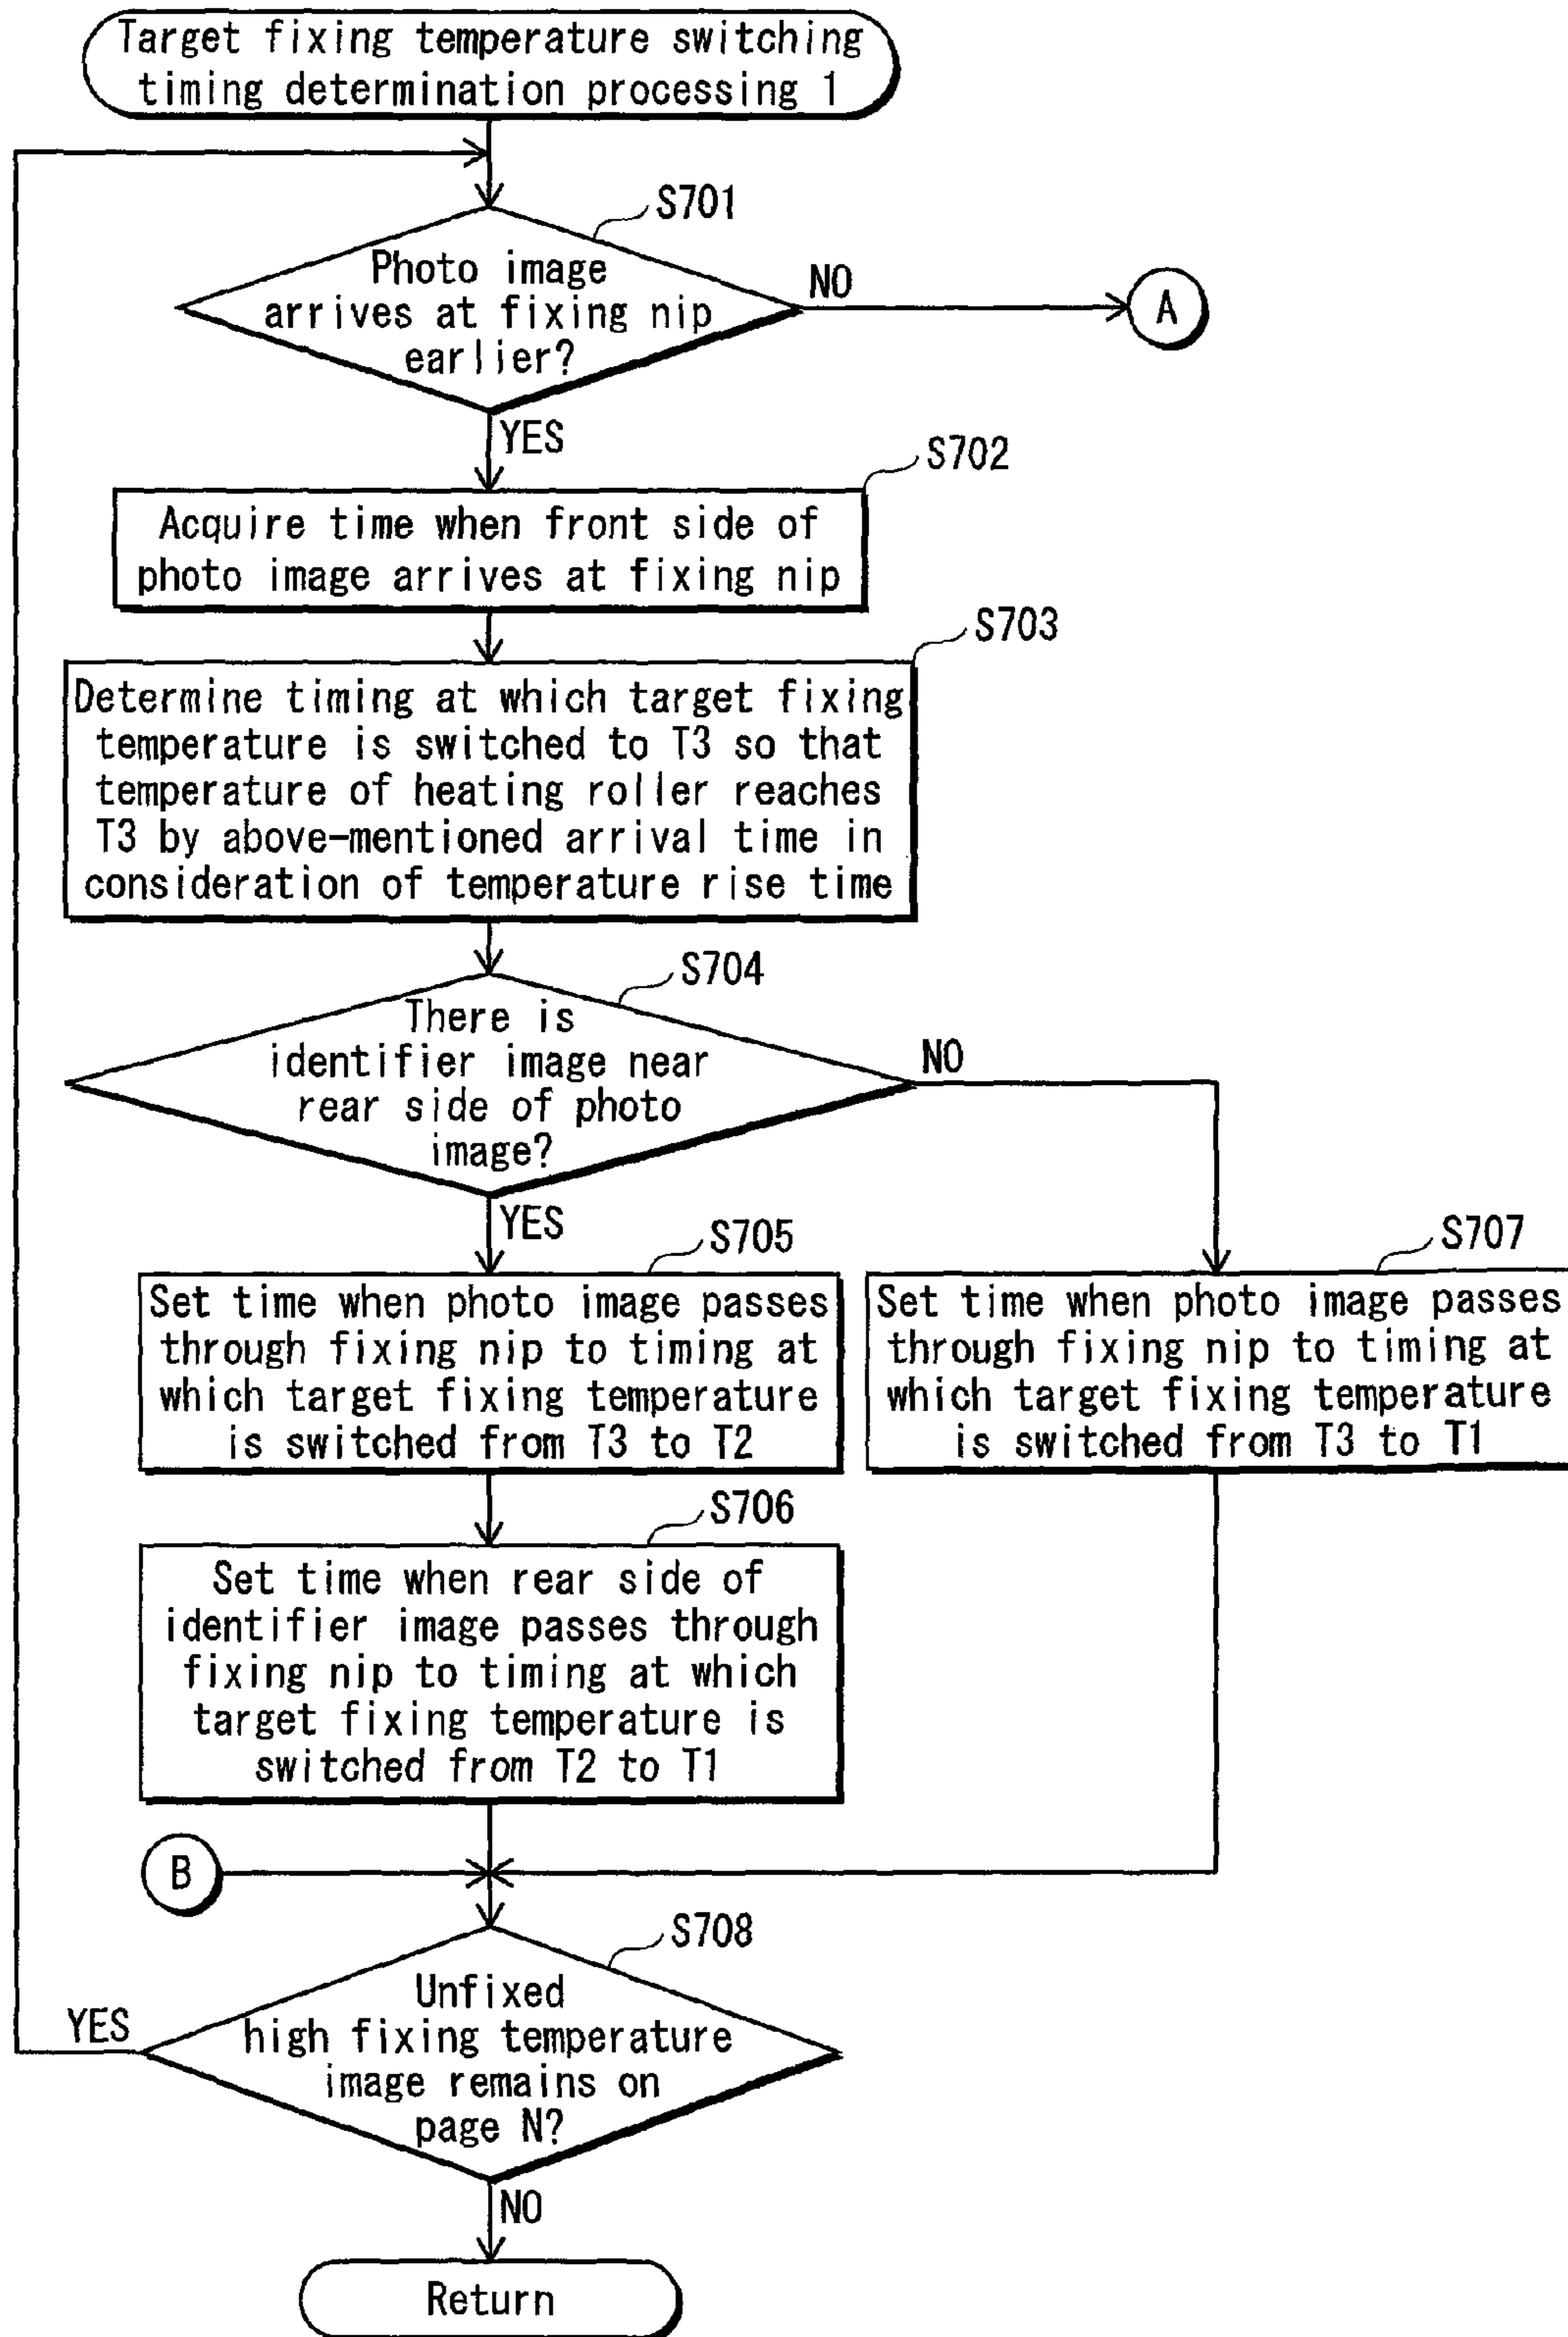 Target fixing temperature switching
timing determination processing 1
S701
Photo image
arrives at fixing nip
earlier?
NO
A
YES
S702
Acquire time when front side of
photo image arrives at fixing nip
S703
Determine timing at which target fixing
temperature is switched to T3 so that
temperature of heating roller reaches
T3 by above-mentioned arrival time in
consideration of temperature rise time
S704
There is
identifier image near
rear side of photo
image?
NO
YES
S705
Set time when photo image passes
through fixing nip to timing at
which target fixing temperature
is switched from T3 to T2
S707
Set time when photo image passes
through fixing nip to timing at
which target fixing temperature
is switched from T3 to T1
S706
Set time when rear side of
identifier image passes through
fixing nip to timing at which
target fixing temperature is
switched from T2 to T1
B
S708
Unfixed
high fixing temperature
image remains on
page N?
YES
NO
Return